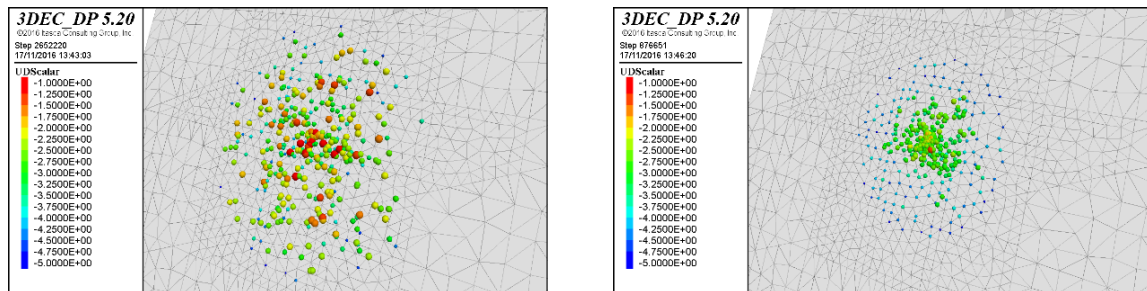 3DEC_DP 5.20
©2016 Itasca Consulting Group, Inc.
Step 2652220
17/11/2016 13:43:03
UDScalar
-1.0000E+00
-1.2500E+00
-1.5000E+00
-1.7500E+00
-2.0000E+00
-2.2500E+00
-2.5000E+00
-2.7500E+00
-3.0000E+00
-3.2500E+00
-3.5000E+00
-3.7500E+00
-4.0000E+00
-4.2500E+00
-4.5000E+00
-4.7500E+00
-5.0000E+00
3DEC_DP 5.20
©2016 Itasca Consulting Group, Inc.
Step 876651
17/11/2016 13:46:20
UDScalar
-1.0000E+00
-1.2500E+00
-1.5000E+00
-1.7500E+00
-2.0000E+00
-2.2500E+00
-2.5000E+00
-2.7500E+00
-3.0000E+00
-3.2500E+00
-3.5000E+00
-3.7500E+00
-4.0000E+00
-4.2500E+00
-4.5000E+00
-4.7500E+00
-5.0000E+00